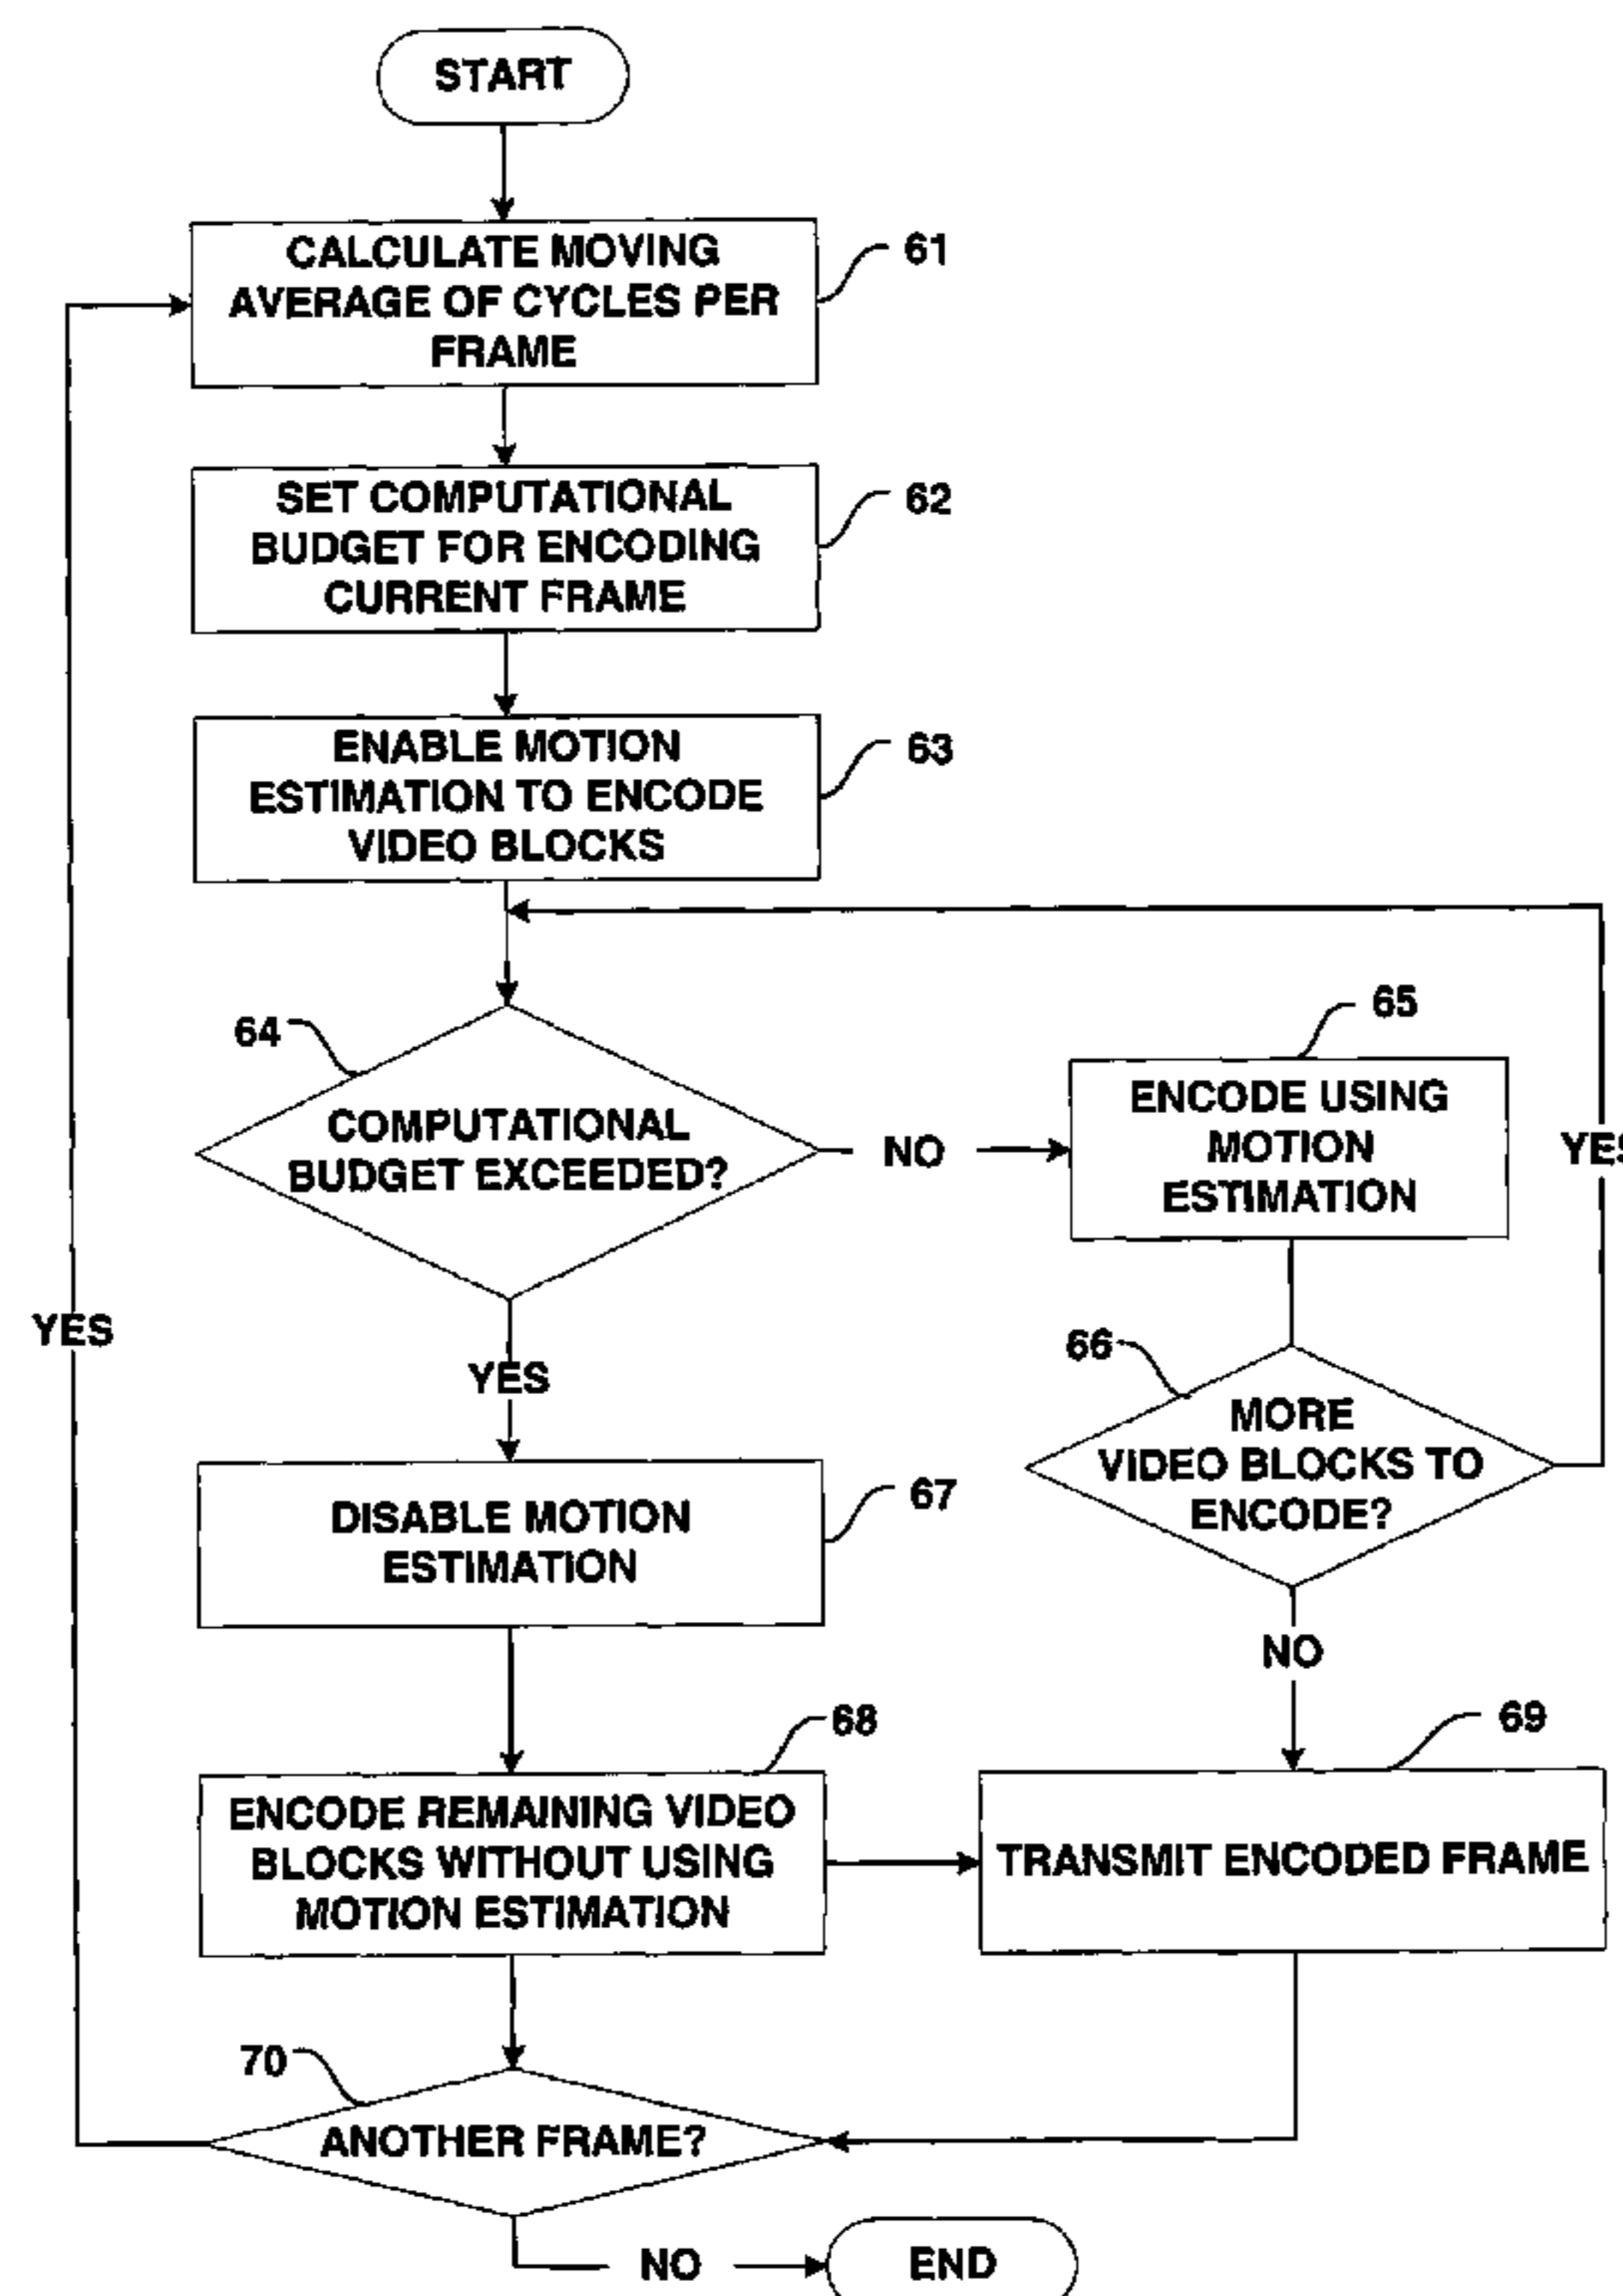 START
CALCULATE MOVING
AVERAGE OF CYCLES PER
FRAME
61
SET COMPUTATIONAL
BUDGET FOR ENCODING
CURRENT FRAME
62
ENABLE MOTION
ESTIMATION TO ENCODE
VIDEO BLOCKS
63
64
COMPUTATIONAL
BUDGET EXCEEDED?
NO
65
ENCODE USING
MOTION
ESTIMATION
YES
YES
YES
66
MORE
VIDEO BLOCKS TO
ENCODE?
NO
DISABLE MOTION
ESTIMATION
67
68
ENCODE REMAINING VIDEO
BLOCKS WITHOUT USING
MOTION ESTIMATION
69
TRANSMIT ENCODED FRAME
70
ANOTHER FRAME?
NO
END